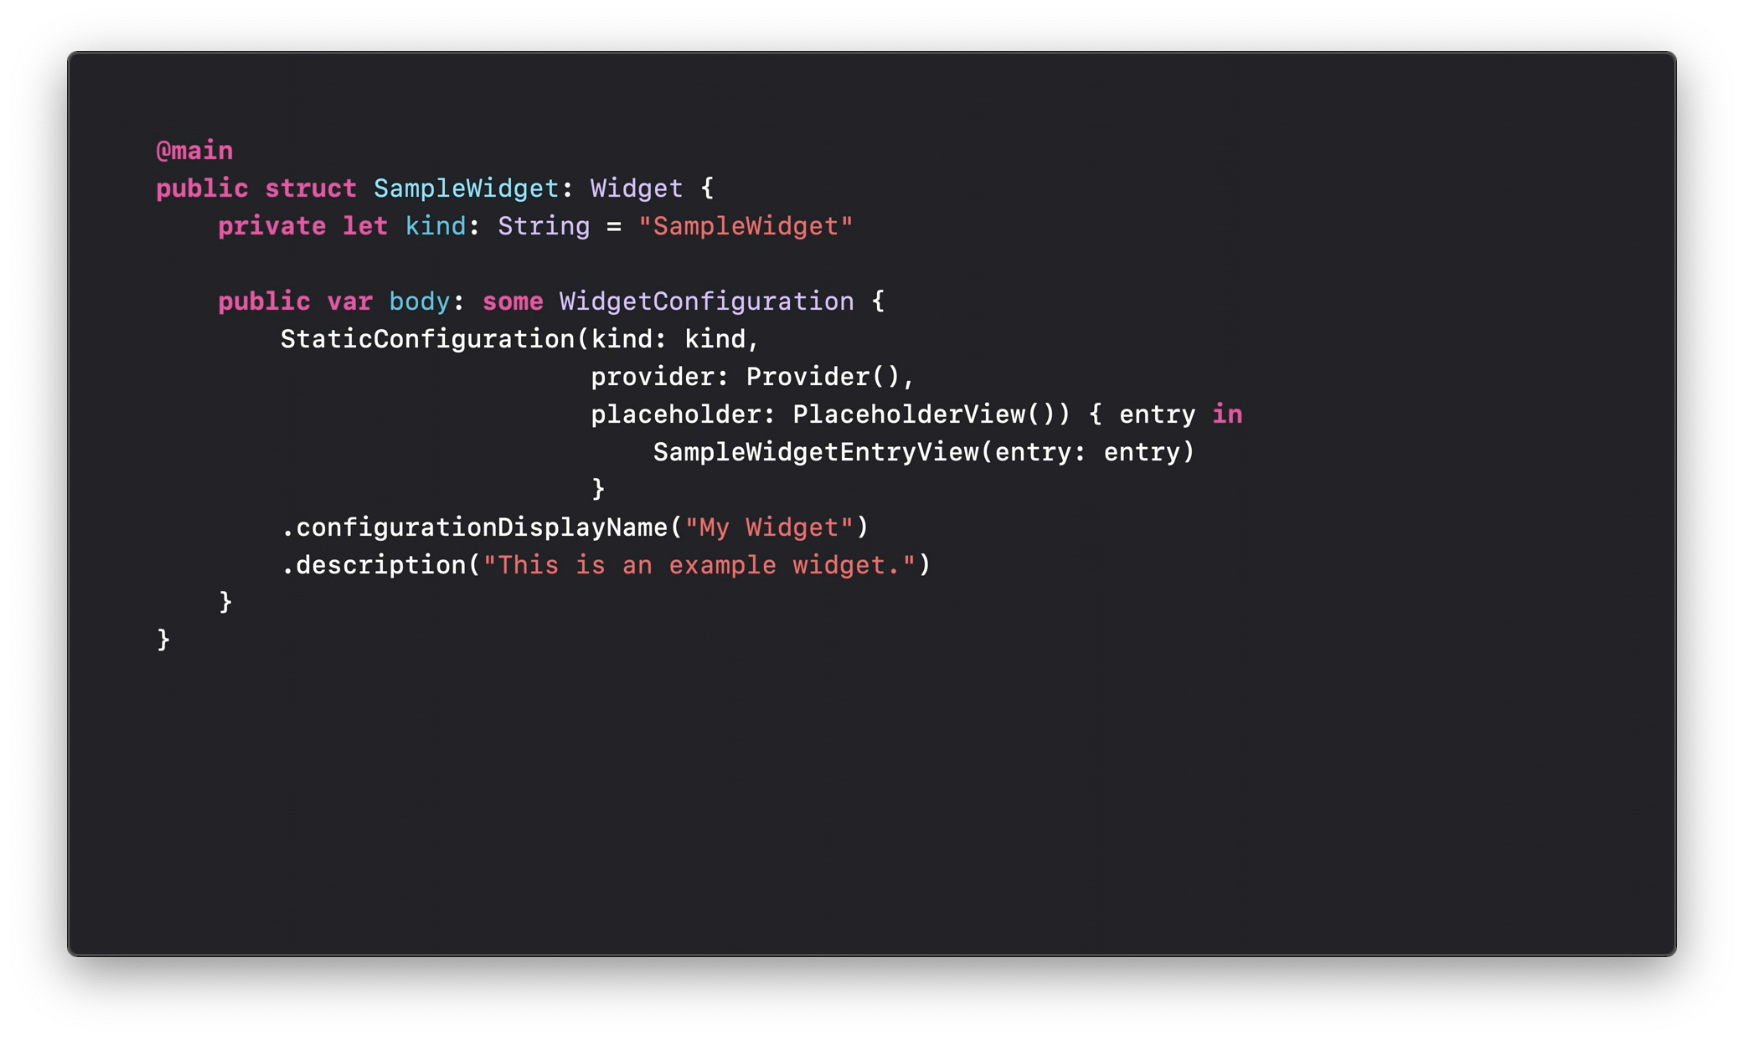 @main
public struct SampleWidget: Widget {
    private let kind: String = "SampleWidget"

    public var body: some WidgetConfiguration {
        StaticConfiguration(kind: kind,
                            provider: Provider(),
                            placeholder: PlaceholderView()) { entry in
                                SampleWidgetEntryView(entry: entry)
                            }
        .configurationDisplayName("My Widget")
        .description("This is an example widget.")
    }
}